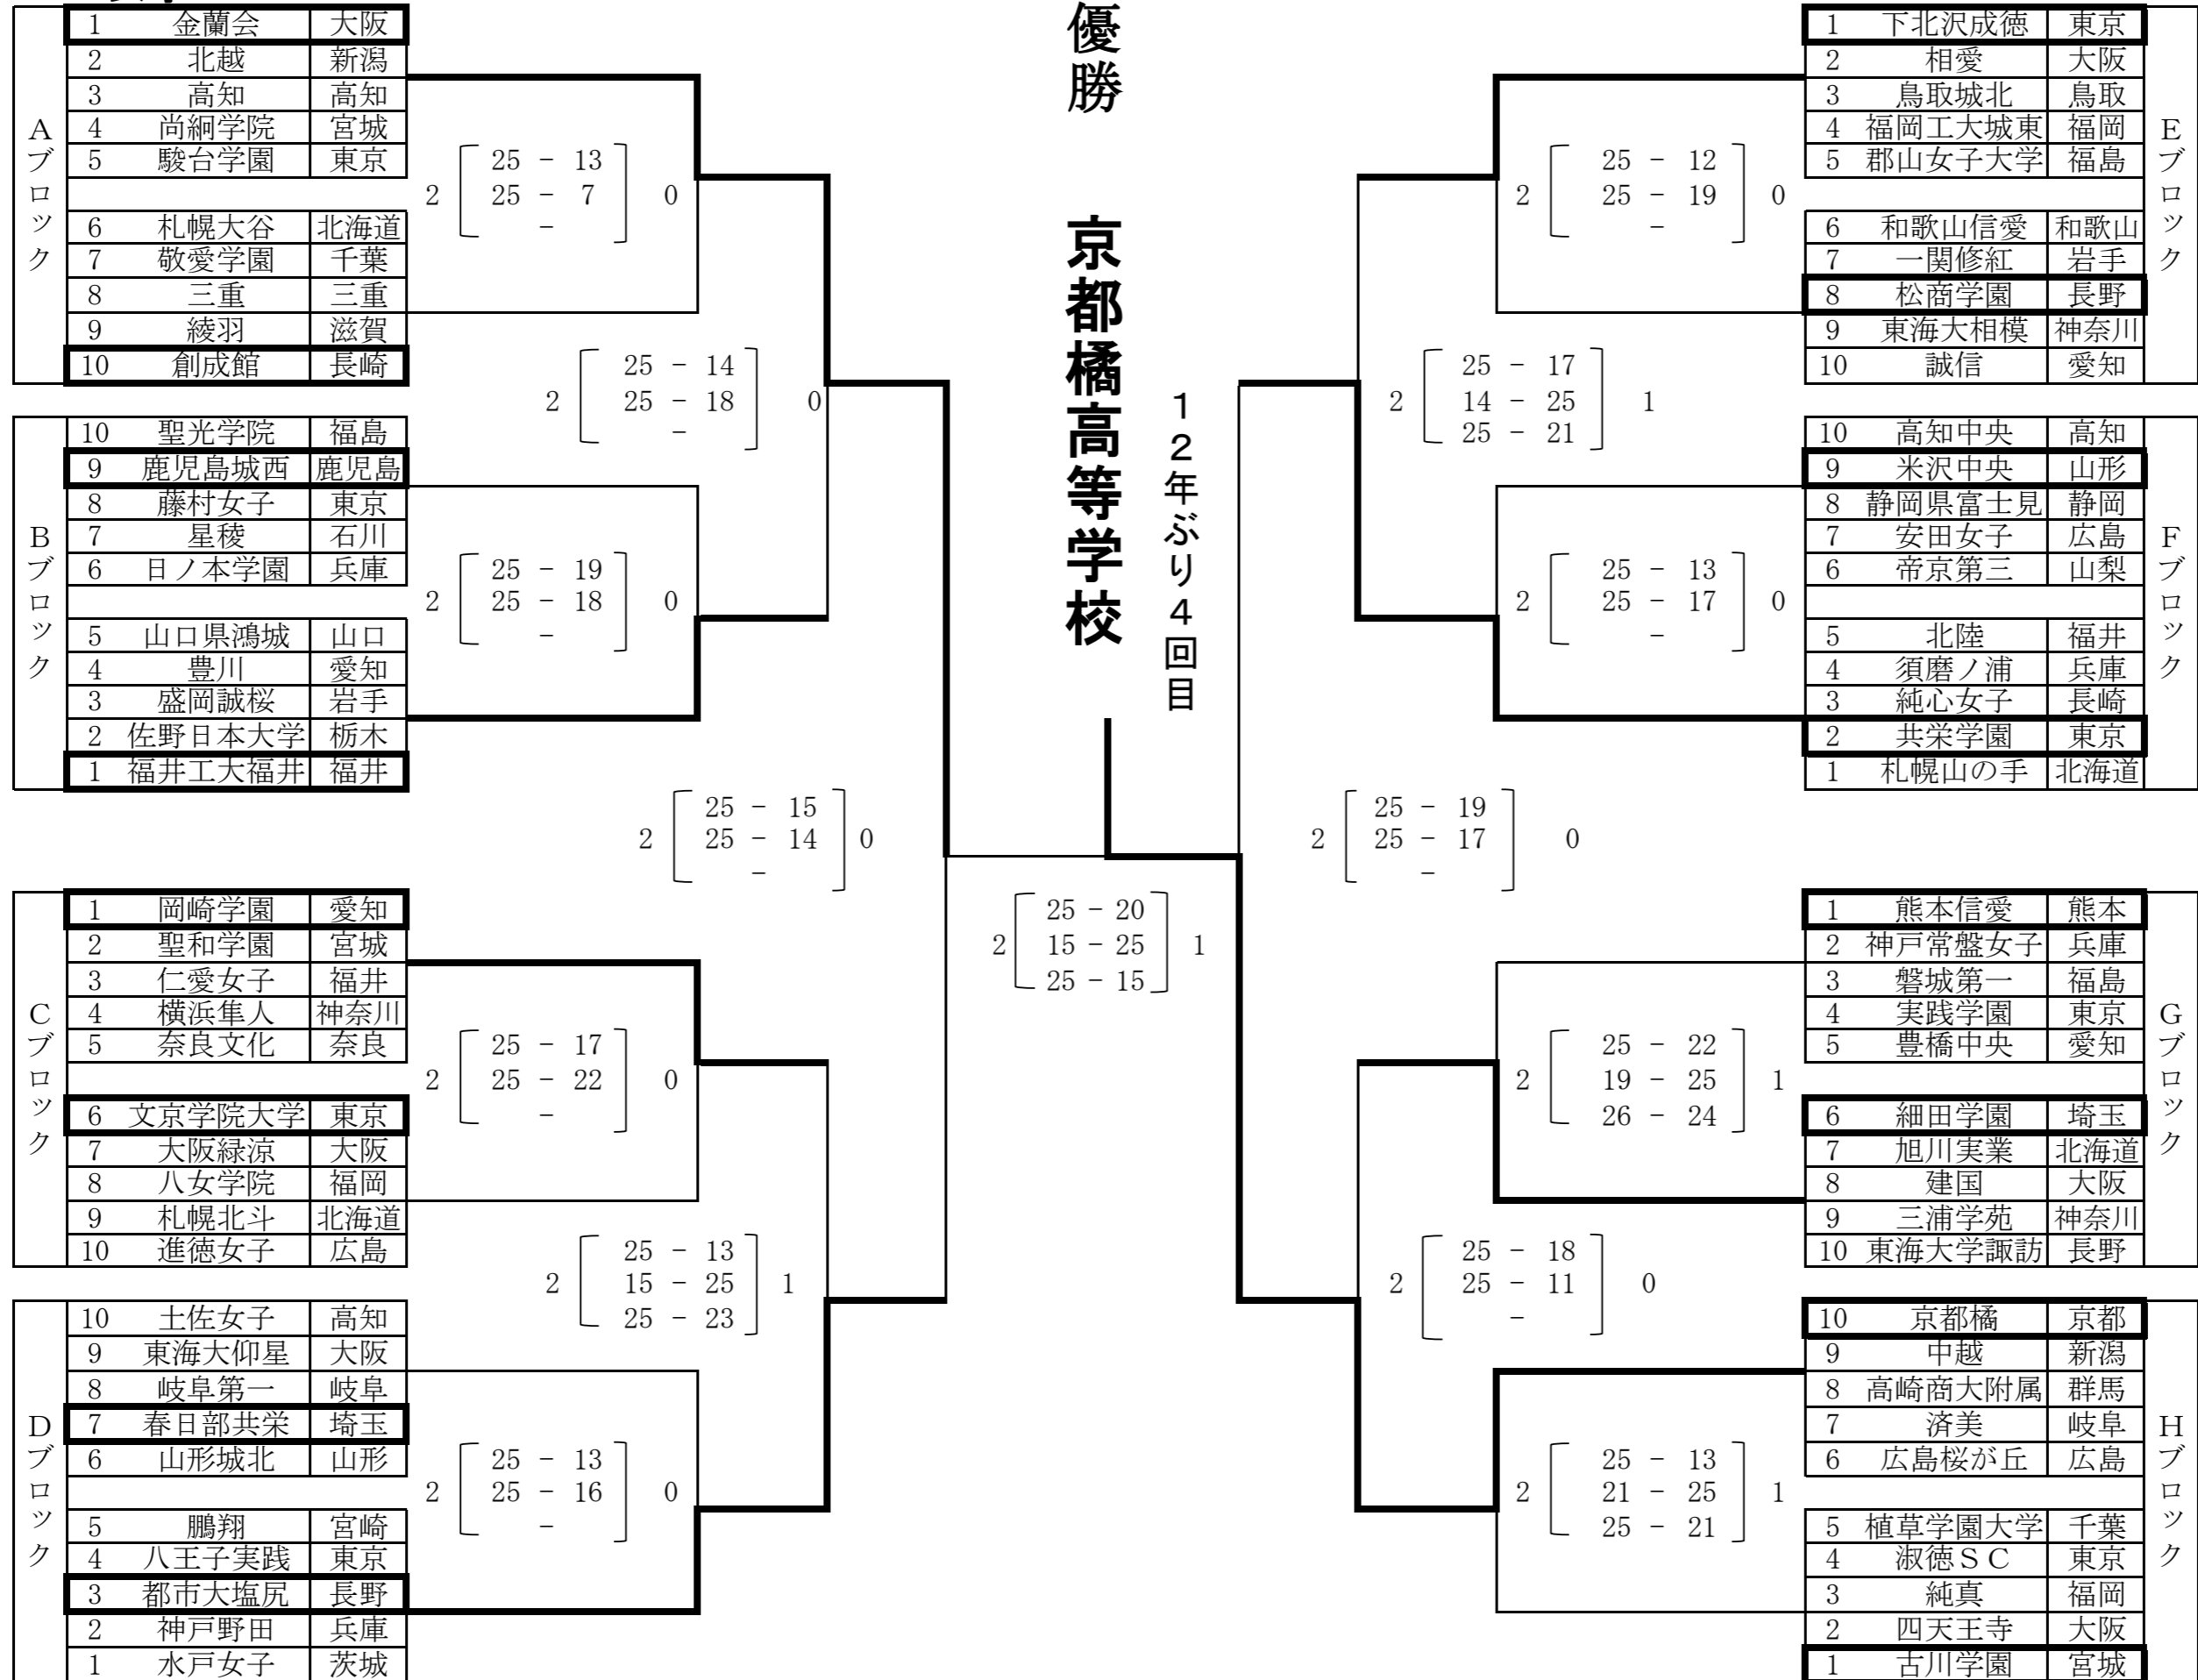 優勝 京都橘高等学校
12年ぶり4回目
Aブロック
1 金蘭会 大阪
2 北越 新潟
3 高知 高知
4 尚絅学院 宮城
5 駿台学園 東京
6 札幌大谷 北海道
7 敬愛学園 千葉
8 三重 三重
9 綾羽 滋賀
10 創成館 長崎
2 25 - 13 0
25 - 7
-
2 25 - 14 0
25 - 18
-
Bブロック
10 聖光学院 福島
9 鹿児島城西 鹿児島
8 藤村女子 東京
7 星稜 石川
6 日ノ本学園 兵庫
5 山口県鴻城 山口
4 豊川 愛知
3 盛岡誠桜 岩手
2 佐野日本大学 栃木
1 福井工大福井 福井
2 25 - 19 0
25 - 18
-
2 25 - 15 0
25 - 14
-
Cブロック
1 岡崎学園 愛知
2 聖和学園 宮城
3 仁愛女子 福井
4 横浜隼人 神奈川
5 奈良文化 奈良
6 文京学院大学 東京
7 大阪緑涼 大阪
8 八女学院 福岡
9 札幌北斗 北海道
10 進徳女子 広島
2 25 - 17 0
25 - 22
-
2 25 - 13 1
15 - 25
25 - 23
Dブロック
10 土佐女子 高知
9 東海大仰星 大阪
8 岐阜第一 岐阜
7 春日部共栄 埼玉
6 山形城北 山形
5 鵬翔 宮崎
4 八王子実践 東京
3 都市大塩尻 長野
2 神戸野田 兵庫
1 水戸女子 茨城
2 25 - 13 0
25 - 16
-
2 25 - 20 1
15 - 25
25 - 15
Eブロック
1 下北沢成徳 東京
2 相愛 大阪
3 鳥取城北 鳥取
4 福岡工大城東 福岡
5 郡山女子大学 福島
6 和歌山信愛 和歌山
7 一関修紅 岩手
8 松商学園 長野
9 東海大相模 神奈川
10 誠信 愛知
2 25 - 12 0
25 - 19
-
2 25 - 17 1
14 - 25
25 - 21
Fブロック
10 高知中央 高知
9 米沢中央 山形
8 静岡県富士見 静岡
7 安田女子 広島
6 帝京第三 山梨
5 北陸 福井
4 須磨ノ浦 兵庫
3 純心女子 長崎
2 共栄学園 東京
1 札幌山の手 北海道
2 25 - 13 0
25 - 17
-
2 25 - 19 0
25 - 17
-
Gブロック
1 熊本信愛 熊本
2 神戸常盤女子 兵庫
3 磐城第一 福島
4 実践学園 東京
5 豊橋中央 愛知
6 細田学園 埼玉
7 旭川実業 北海道
8 建国 大阪
9 三浦学苑 神奈川
10 東海大学諏訪 長野
2 25 - 22 1
19 - 25
26 - 24
2 25 - 18 0
25 - 11
-
Hブロック
10 京都橘 京都
9 中越 新潟
8 高崎商大附属 群馬
7 済美 岐阜
6 広島桜が丘 広島
5 植草学園大学 千葉
4 淑徳SC 東京
3 純真 福岡
2 四天王寺 大阪
1 古川学園 宮城
2 25 - 13 1
21 - 25
25 - 21